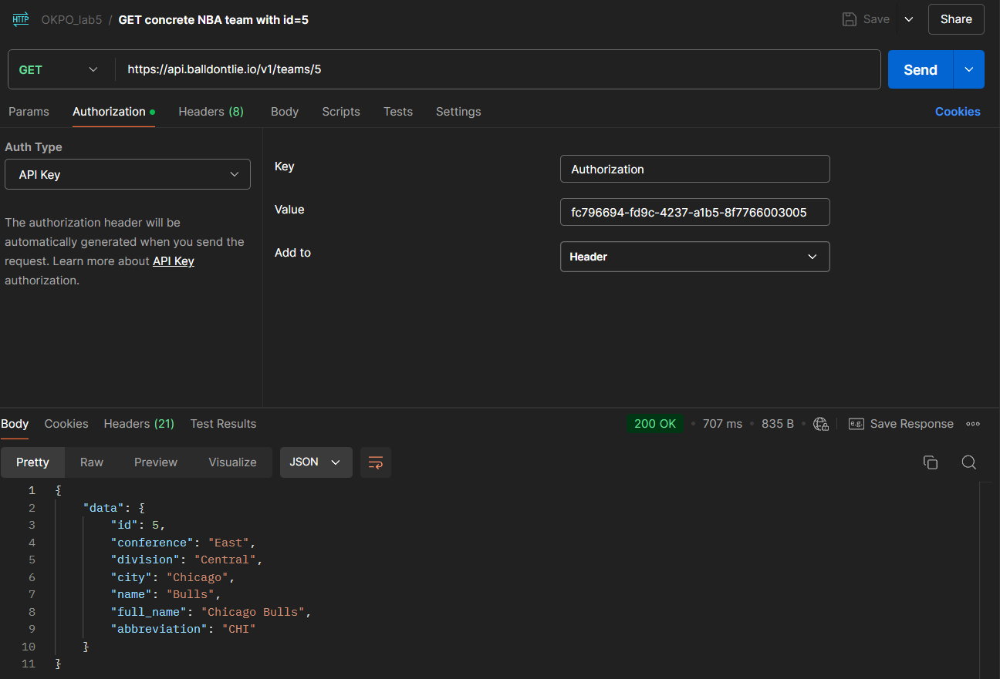 HTTP OKPO_lab5 / GET concrete NBA team with id=5 Save Share
GET https://api.balldontlie.io/v1/teams/5 Send
Params Authorization Headers (8) Body Scripts Tests Settings Cookies
Auth Type
API Key
The authorization header will be
automatically generated when you send the
request. Learn more about API Key
authorization.
Key Authorization
Value fc796694-fd9c-4237-a1b5-8f7766003005
Add to Header
Body Cookies Headers (21) Test Results 200 OK 707 ms 835 B e.g. Save Response
Pretty Raw Preview Visualize JSON
1 {
2 "data": {
3 "id": 5,
4 "conference": "East",
5 "division": "Central",
6 "city": "Chicago",
7 "name": "Bulls",
8 "full_name": "Chicago Bulls",
9 "abbreviation": "CHI"
10 }
11 }